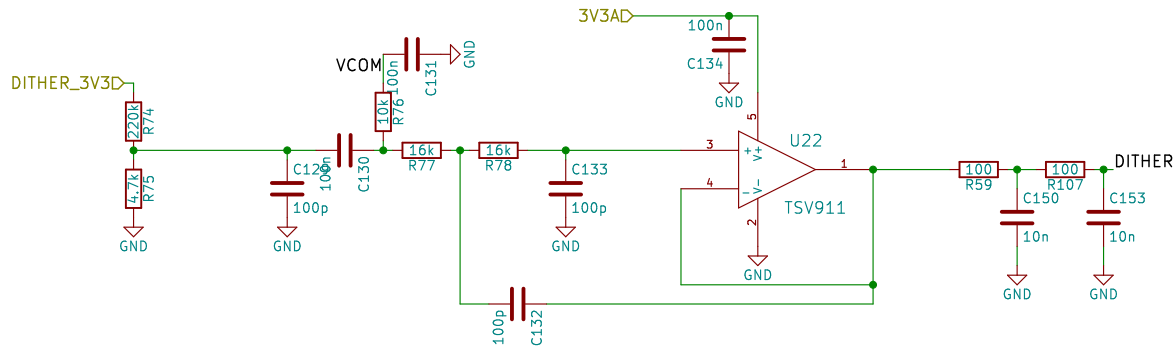 3V3A
100n
C134
GND
DITHER_3V3
220k
R74
4.7k
R75
GND
VCOM
100n
C131
GND
10k
R76
C129
100n
100p
GND
C130
16k
R77
16k
R78
C133
100p
GND
100p
C132
3
4
5
2
1
+
-
V+
V-
U22
TSV911
GND
100
R59
C150
10n
GND
100
R107
DITHER
C153
10n
GND